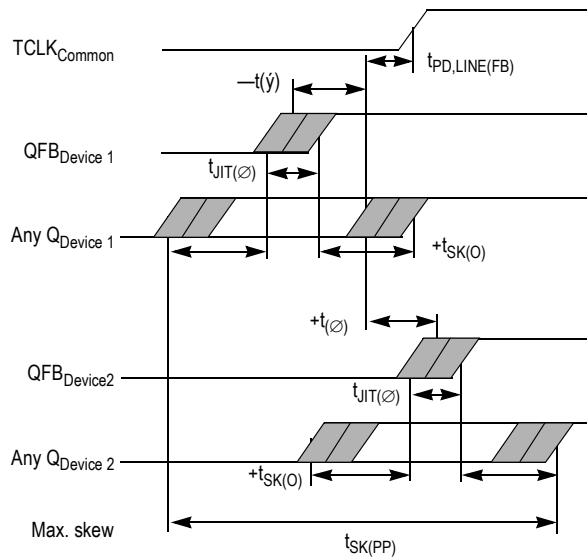 TCLKCommon
tPD,LINE(FB)
—t(ý)
QFBDevice 1
tJIT(∅)
Any QDevice 1
+tSK(O)
+t(∅)
QFBDevice2
tJIT(∅)
Any QDevice 2
+tSK(O)
Max. skew
tSK(PP)